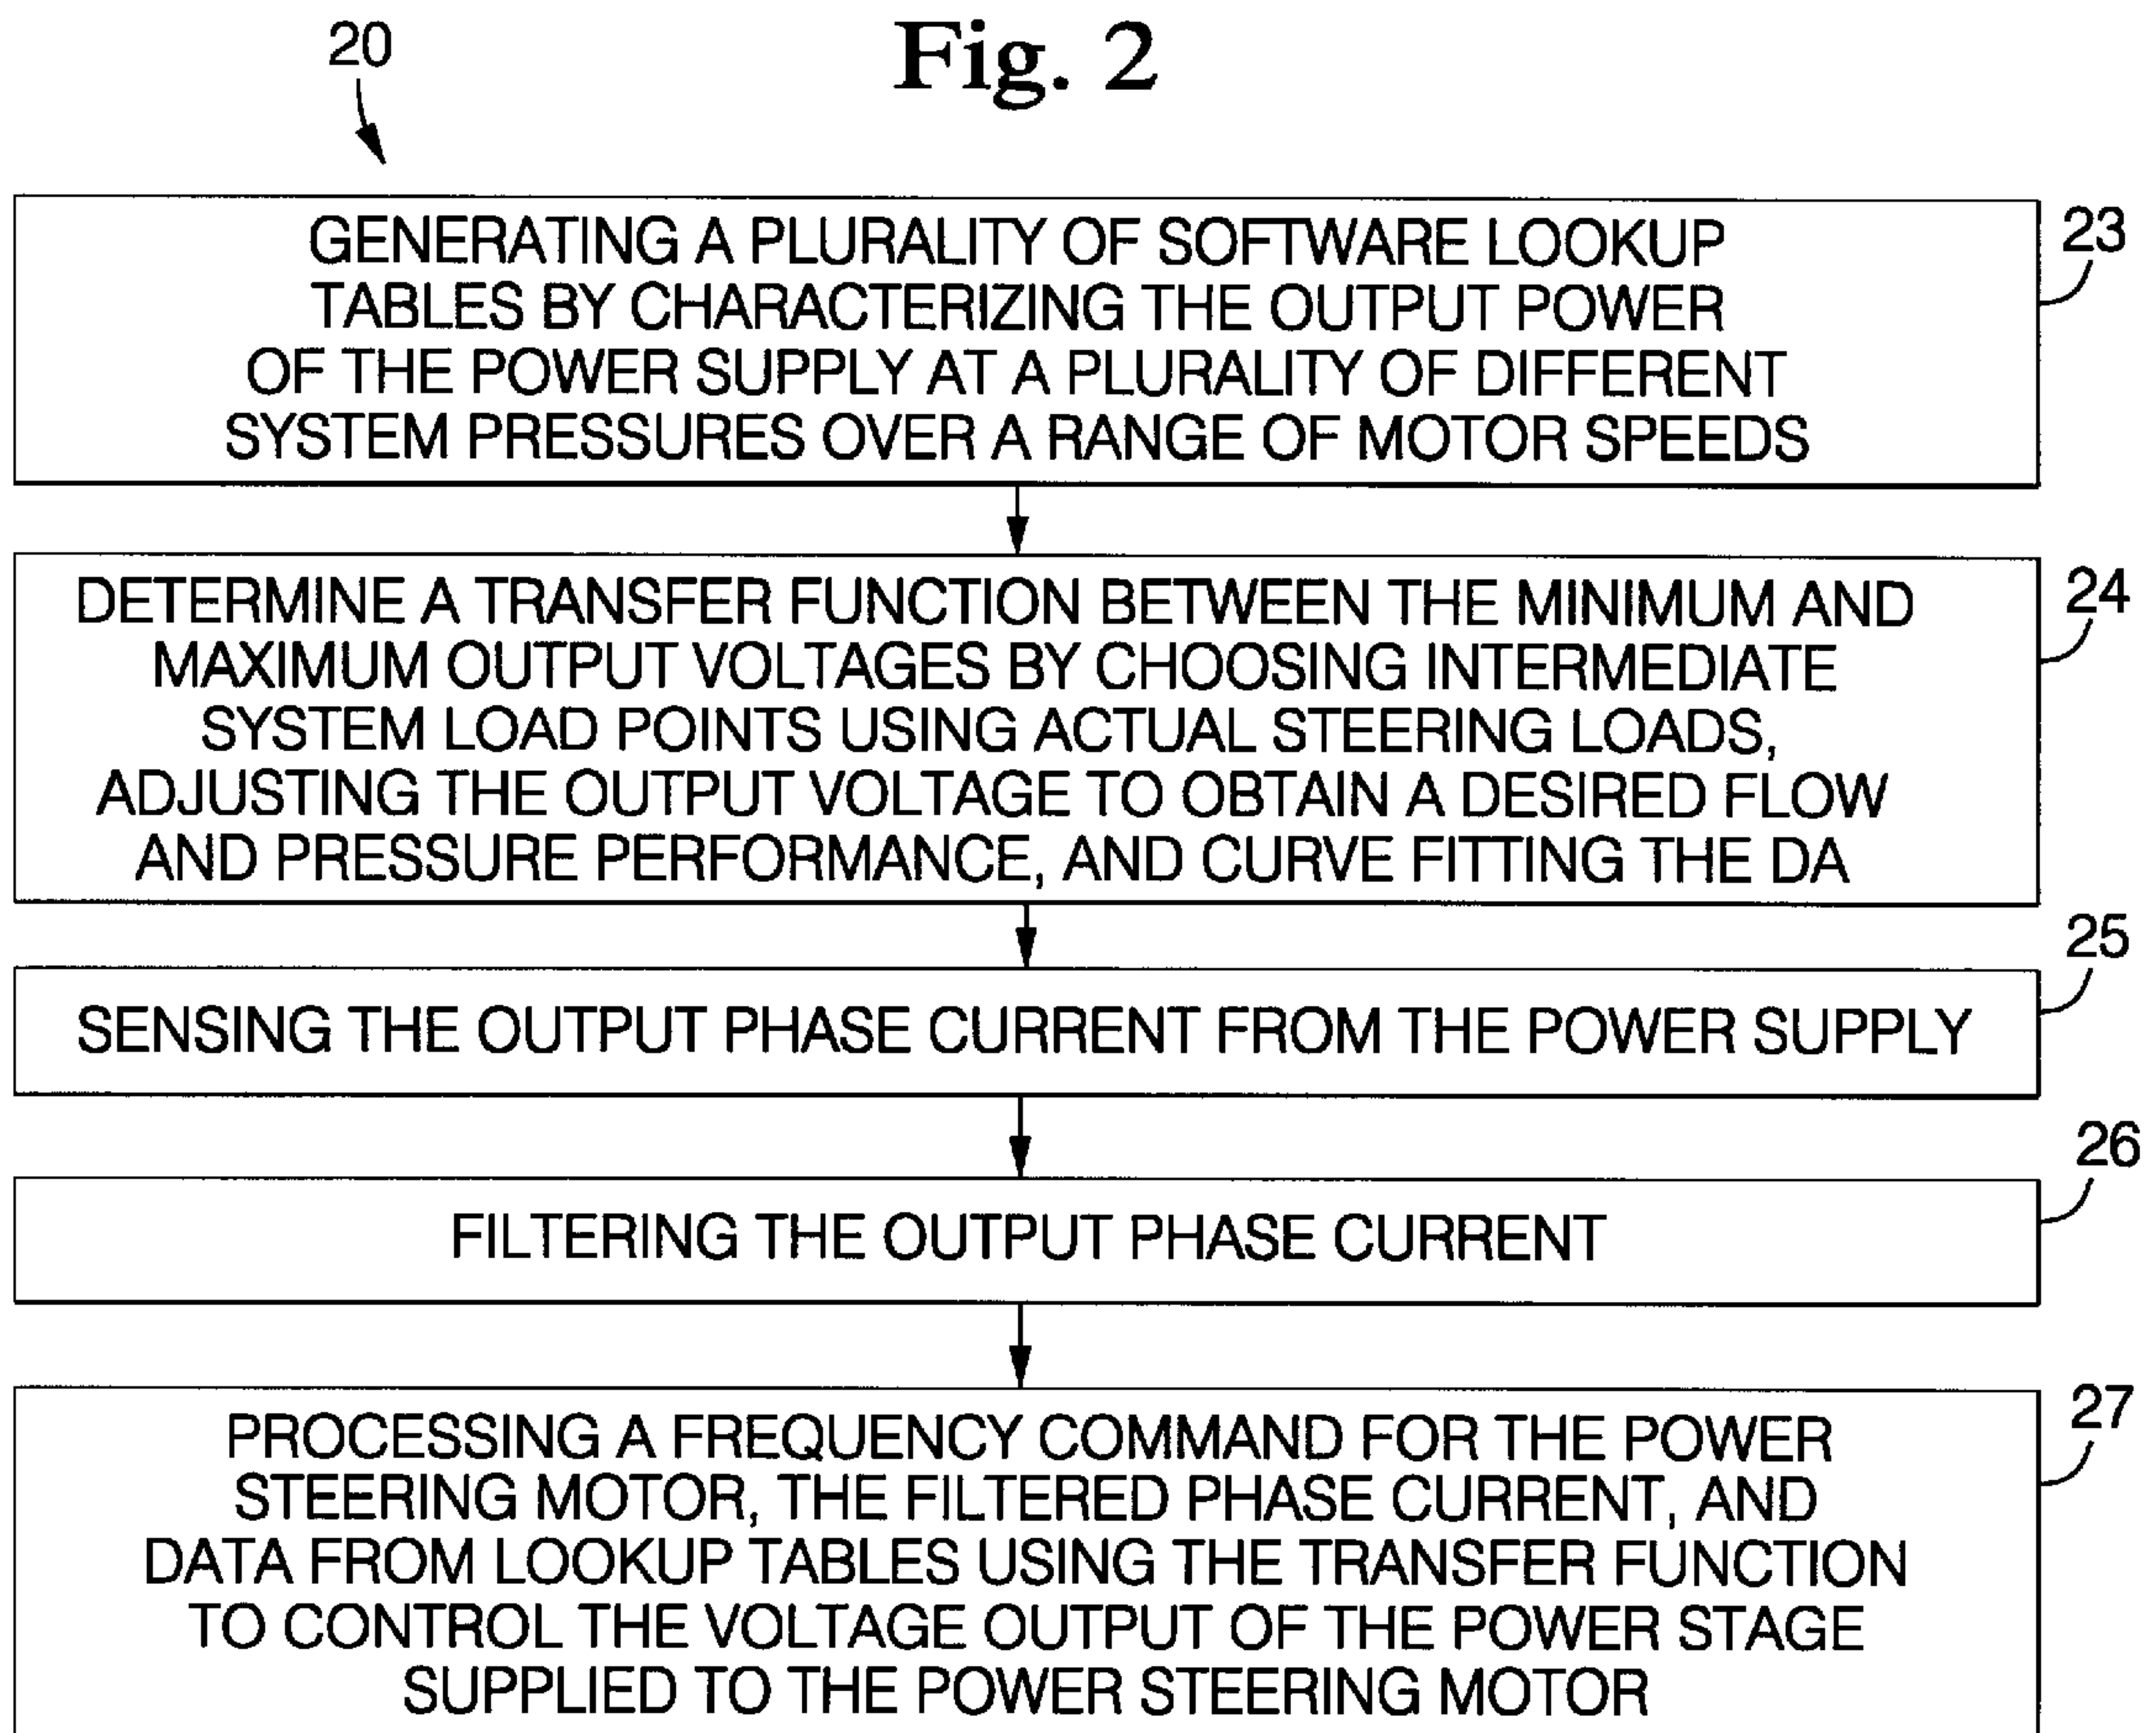 Fig. 2
20
GENERATING A PLURALITY OF SOFTWARE LOOKUP
TABLES BY CHARACTERIZING THE OUTPUT POWER
OF THE POWER SUPPLY AT A PLURALITY OF DIFFERENT
SYSTEM PRESSURES OVER A RANGE OF MOTOR SPEEDS
23
DETERMINE A TRANSFER FUNCTION BETWEEN THE MINIMUM AND
MAXIMUM OUTPUT VOLTAGES BY CHOOSING INTERMEDIATE
SYSTEM LOAD POINTS USING ACTUAL STEERING LOADS,
ADJUSTING THE OUTPUT VOLTAGE TO OBTAIN A DESIRED FLOW
AND PRESSURE PERFORMANCE, AND CURVE FITTING THE DA
24
SENSING THE OUTPUT PHASE CURRENT FROM THE POWER SUPPLY
25
FILTERING THE OUTPUT PHASE CURRENT
26
PROCESSING A FREQUENCY COMMAND FOR THE POWER
STEERING MOTOR, THE FILTERED PHASE CURRENT, AND
DATA FROM LOOKUP TABLES USING THE TRANSFER FUNCTION
TO CONTROL THE VOLTAGE OUTPUT OF THE POWER STAGE
SUPPLIED TO THE POWER STEERING MOTOR
27